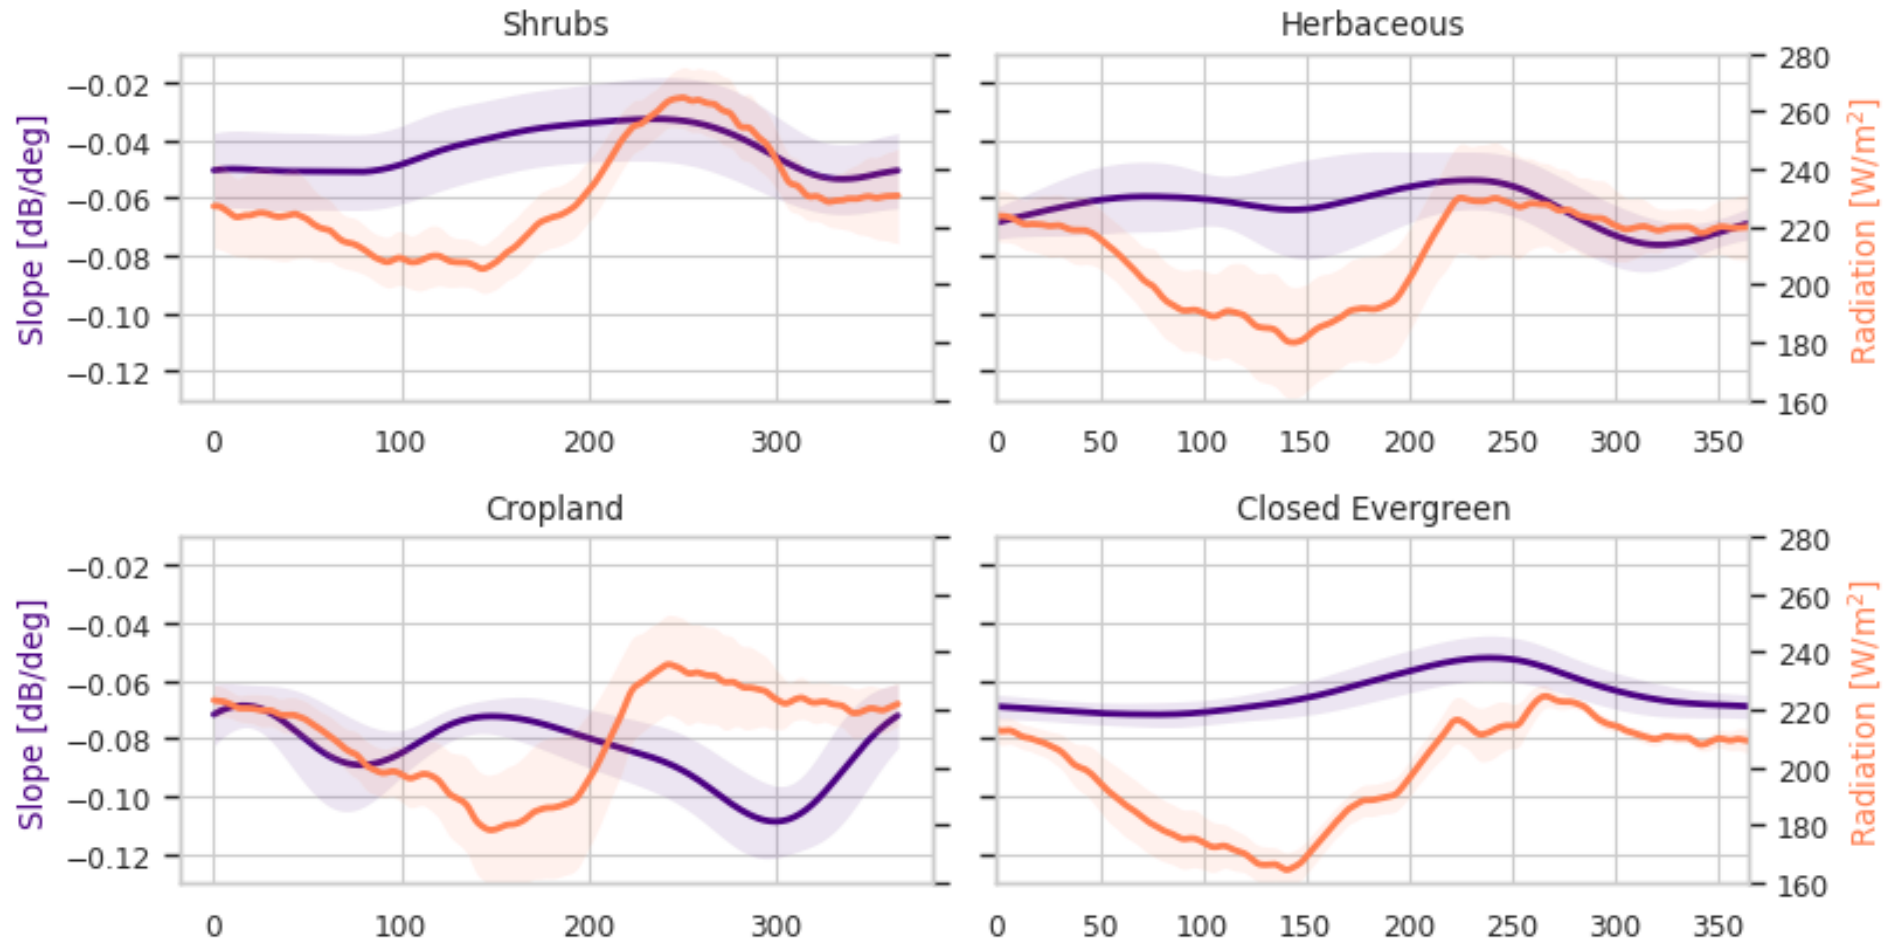 Shrubs
Herbaceous
Slope [dB/deg]
−0.02
−0.04
−0.06
−0.08
−0.10
−0.12
0 100 200 300
280
260
240
220
200
180
160
Radiation [W/m²]
0 50 100 150 200 250 300 350
Cropland
Closed Evergreen
Slope [dB/deg]
−0.02
−0.04
−0.06
−0.08
−0.10
−0.12
0 100 200 300
280
260
240
220
200
180
160
Radiation [W/m²]
0 50 100 150 200 250 300 350